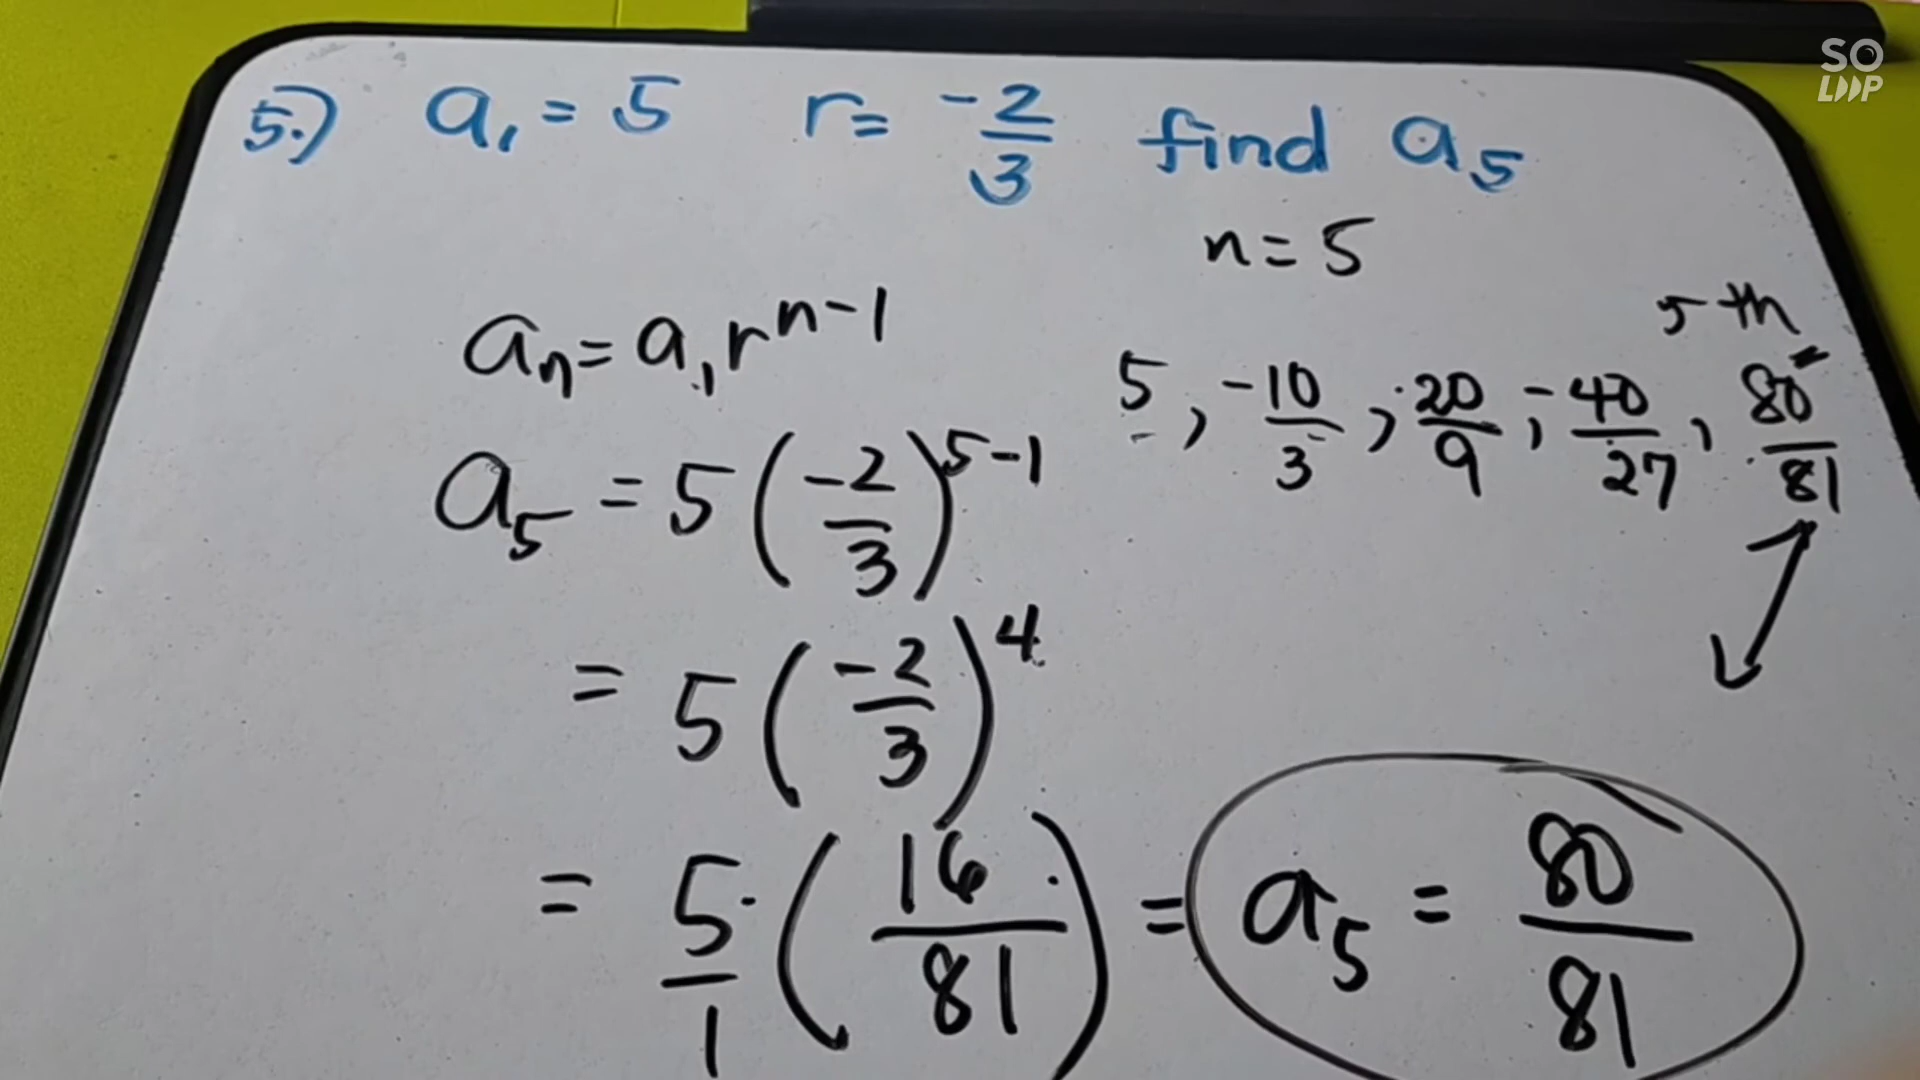 SO
LOOP
5.) a₁ = 5 r = -2/3 find a₅
n = 5
aₙ = a₁rⁿ⁻¹
5th
5, -10/3, 20/9, -40/27, 80/81
a₅ = 5(-2/3)⁵⁻¹
= 5(-2/3)⁴
= 5/1 (16/81) = a₅ = 80/81